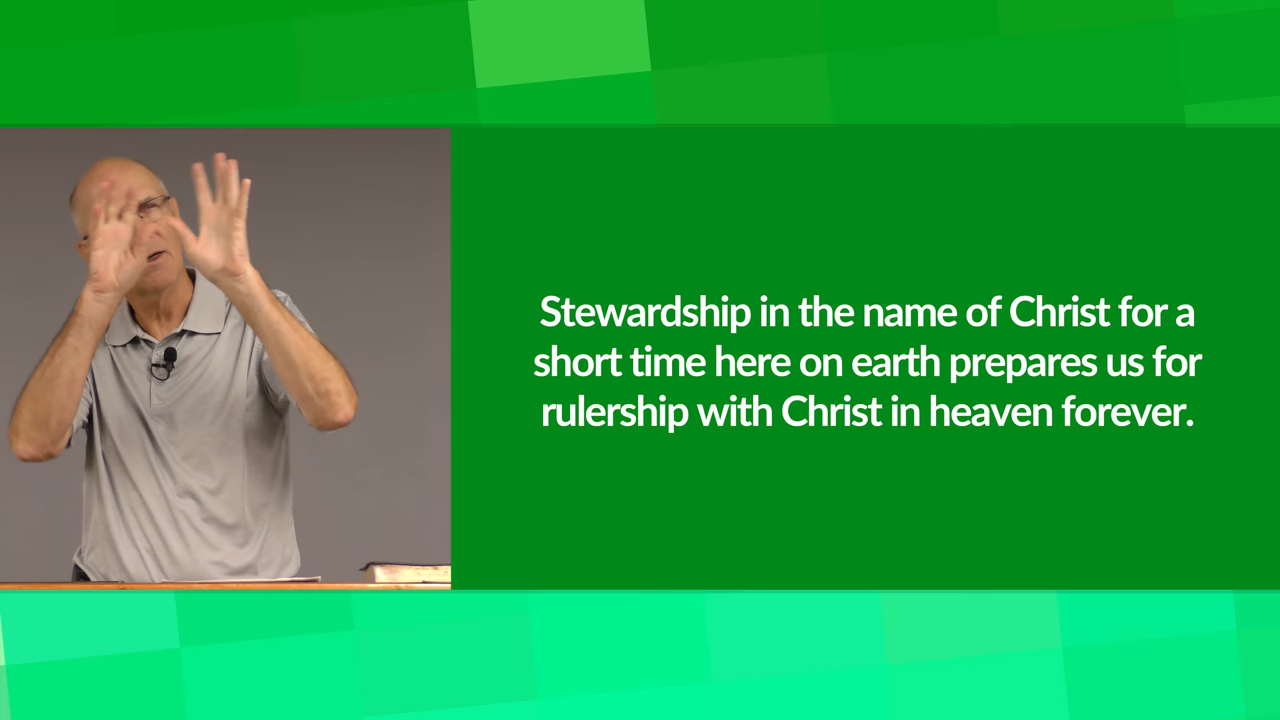 Stewardship in the name of Christ for a
short time here on earth prepares us for
rulership with Christ in heaven forever.